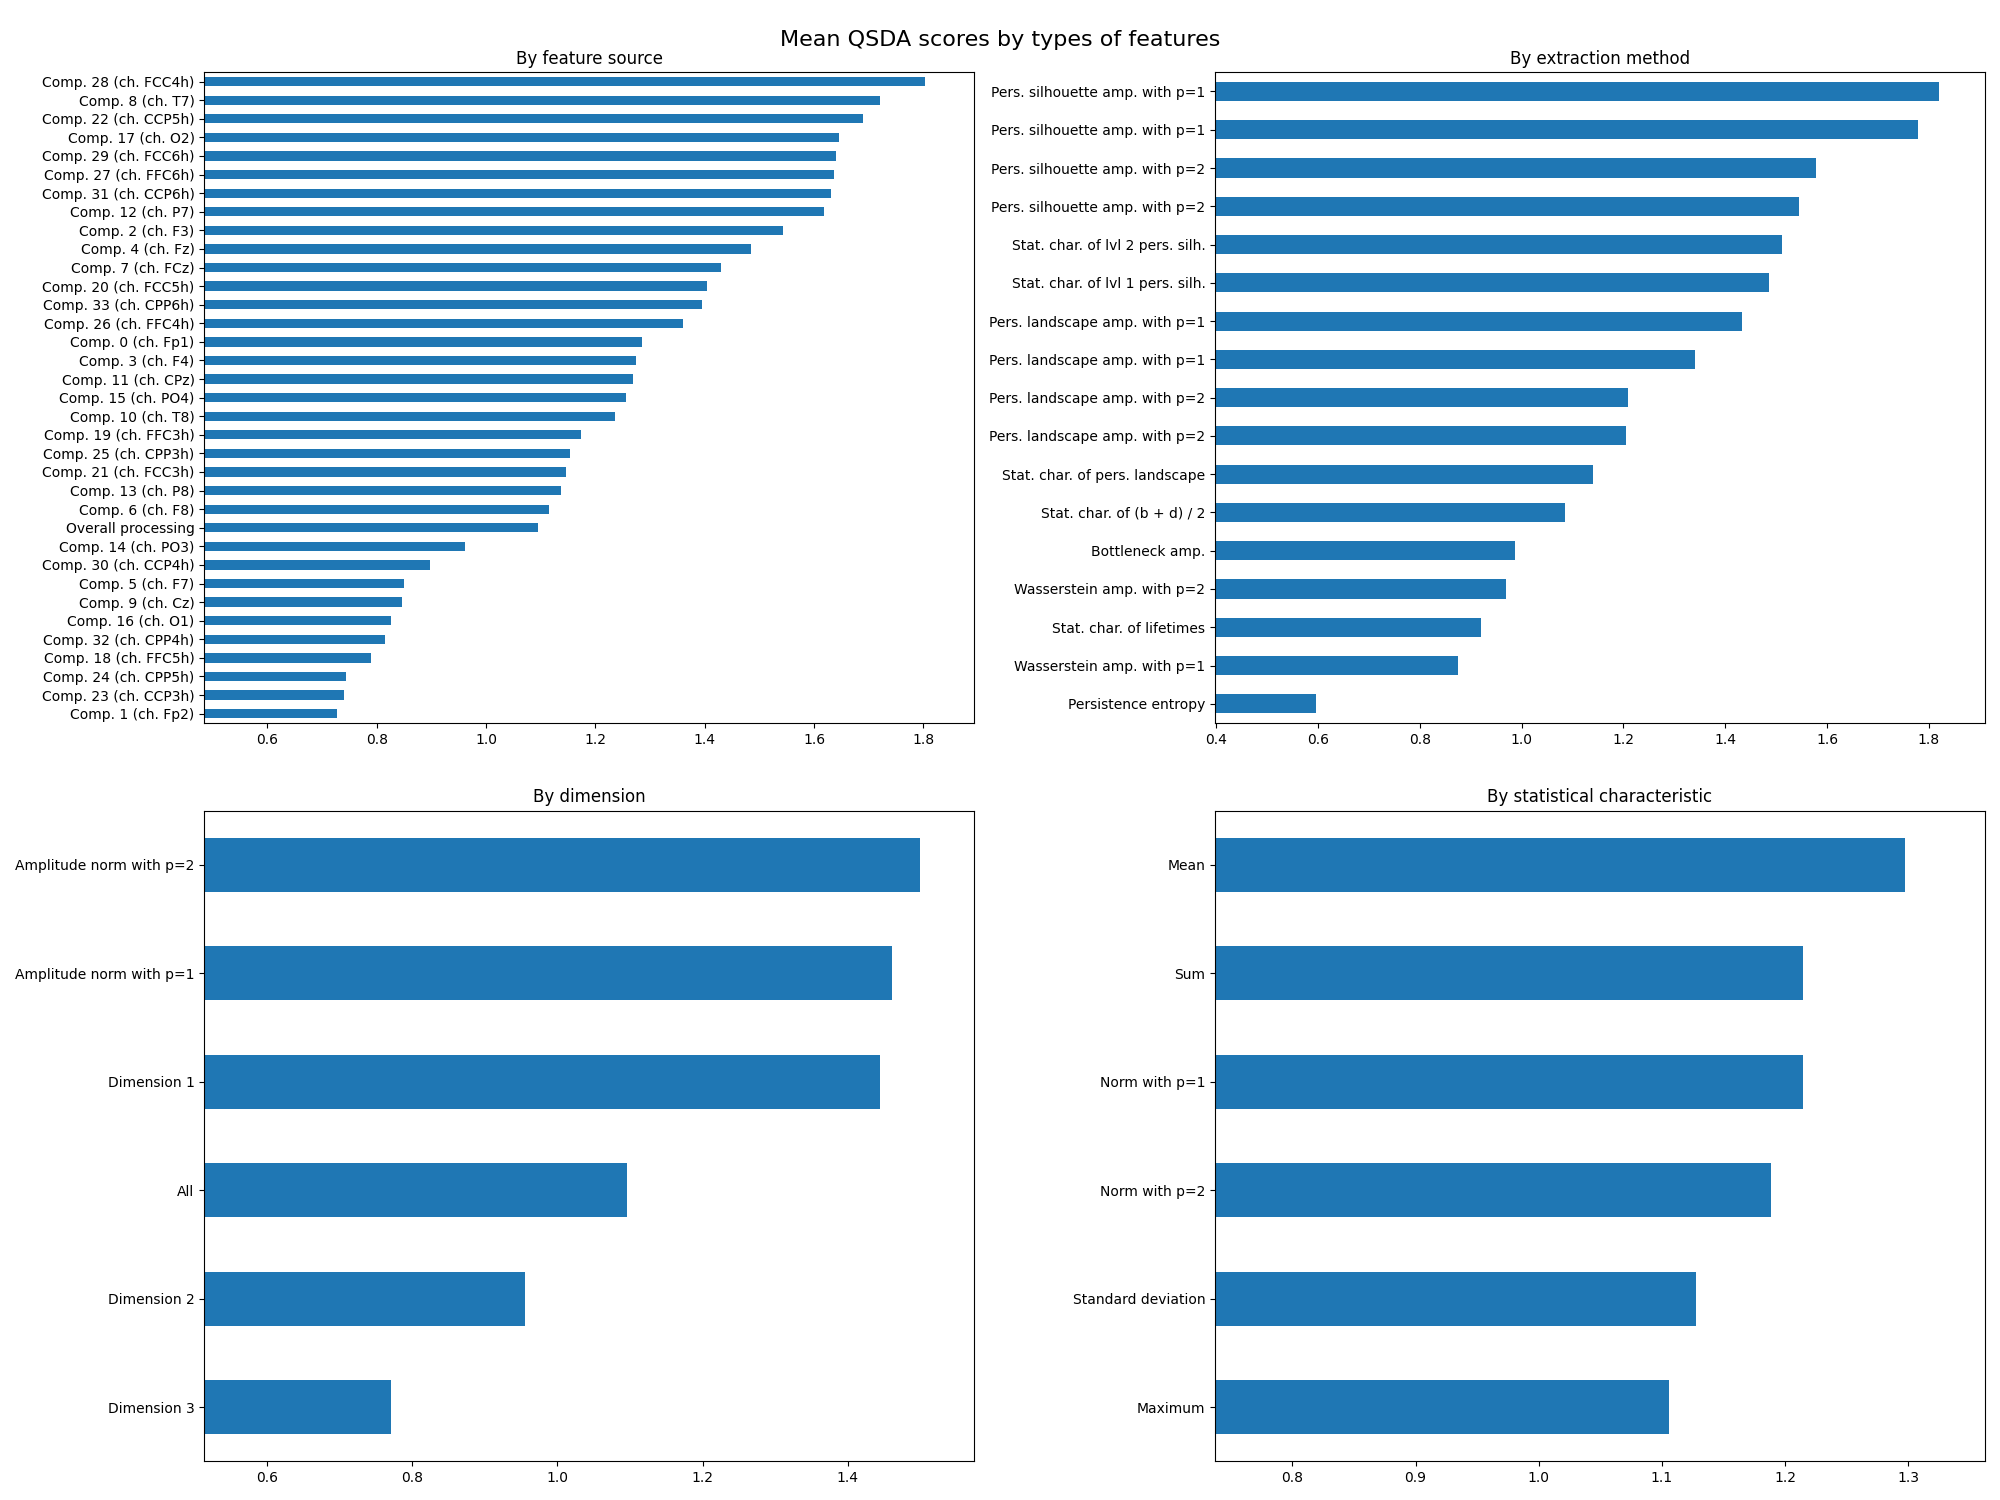 Mean QSDA scores by types of features
By feature source
Comp. 28 (ch. FCC4h)
Comp. 8 (ch. T7)
Comp. 22 (ch. CCP5h)
Comp. 17 (ch. O2)
Comp. 29 (ch. FCC6h)
Comp. 27 (ch. FFC6h)
Comp. 31 (ch. CCP6h)
Comp. 12 (ch. P7)
Comp. 2 (ch. F3)
Comp. 4 (ch. Fz)
Comp. 7 (ch. FCz)
Comp. 20 (ch. FCC5h)
Comp. 33 (ch. CPP6h)
Comp. 26 (ch. FFC4h)
Comp. 0 (ch. Fp1)
Comp. 3 (ch. F4)
Comp. 11 (ch. CPz)
Comp. 15 (ch. PO4)
Comp. 10 (ch. T8)
Comp. 19 (ch. FFC3h)
Comp. 25 (ch. CPP3h)
Comp. 21 (ch. FCC3h)
Comp. 13 (ch. P8)
Comp. 6 (ch. F8)
Overall processing
Comp. 14 (ch. PO3)
Comp. 30 (ch. CCP4h)
Comp. 5 (ch. F7)
Comp. 9 (ch. Cz)
Comp. 16 (ch. O1)
Comp. 32 (ch. CPP4h)
Comp. 18 (ch. FFC5h)
Comp. 24 (ch. CPP5h)
Comp. 23 (ch. CCP3h)
Comp. 1 (ch. Fp2)
0.6 0.8 1.0 1.2 1.4 1.6 1.8
By extraction method
Pers. silhouette amp. with p=1
Pers. silhouette amp. with p=1
Pers. silhouette amp. with p=2
Pers. silhouette amp. with p=2
Stat. char. of lvl 2 pers. silh.
Stat. char. of lvl 1 pers. silh.
Pers. landscape amp. with p=1
Pers. landscape amp. with p=1
Pers. landscape amp. with p=2
Pers. landscape amp. with p=2
Stat. char. of pers. landscape
Stat. char. of (b + d) / 2
Bottleneck amp.
Wasserstein amp. with p=2
Stat. char. of lifetimes
Wasserstein amp. with p=1
Persistence entropy
0.4 0.6 0.8 1.0 1.2 1.4 1.6 1.8
By dimension
Amplitude norm with p=2
Amplitude norm with p=1
Dimension 1
All
Dimension 2
Dimension 3
0.6 0.8 1.0 1.2 1.4
By statistical characteristic
Mean
Sum
Norm with p=1
Norm with p=2
Standard deviation
Maximum
0.8 0.9 1.0 1.1 1.2 1.3